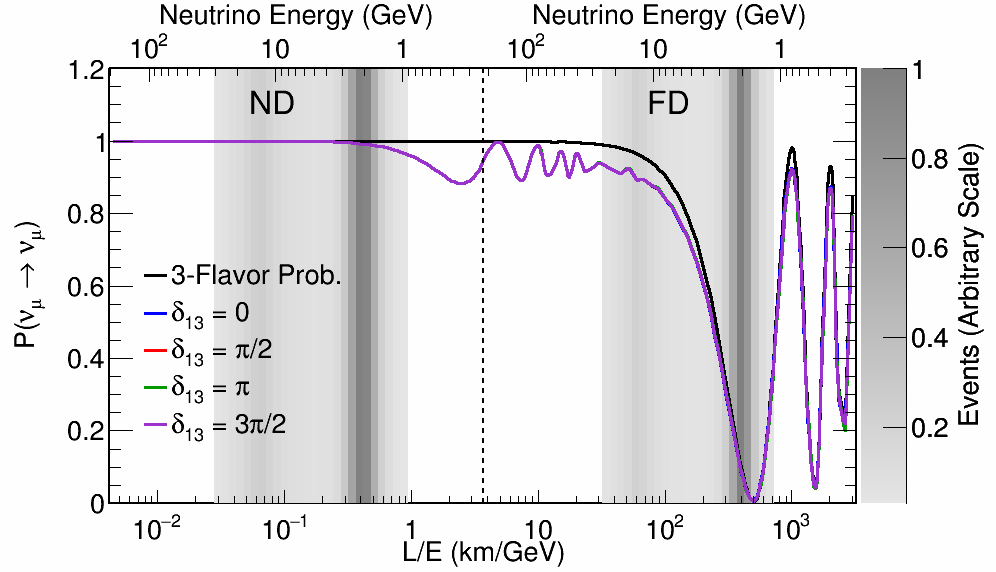 Neutrino Energy (GeV) Neutrino Energy (GeV)
10² 10 1 10² 10 1
ND FD
P(νμ → νμ)
1.2
1
0.8
0.6
0.4
0.2
0
3-Flavor Prob.
δ₁₃ = 0
δ₁₃ = π/2
δ₁₃ = π
δ₁₃ = 3π/2
10⁻² 10⁻¹ 1 10 10² 10³
L/E (km/GeV)
1
0.8
0.6
0.4
0.2
Events (Arbitrary Scale)